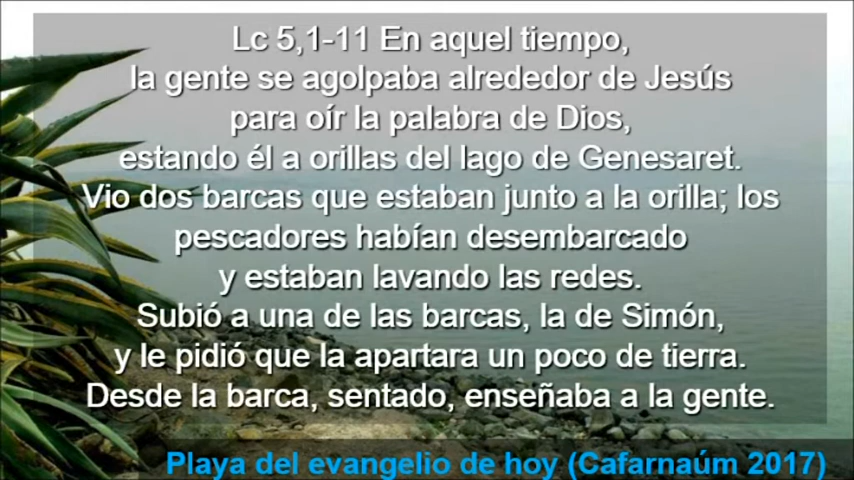 Lc 5,1-11 En aquel tiempo,
la gente se agolpaba alrededor de Jesús
para oír la palabra de Dios,
estando él a orillas del lago de Genesaret.
Vio dos barcas que estaban junto a la orilla; los
pescadores habían desembarcado
y estaban lavando las redes.
Subió a una de las barcas, la de Simón,
y le pidió que la apartara un poco de tierra.
Desde la barca, sentado, enseñaba a la gente.
Playa del evangelio de hoy (Cafarnaúm 2017)